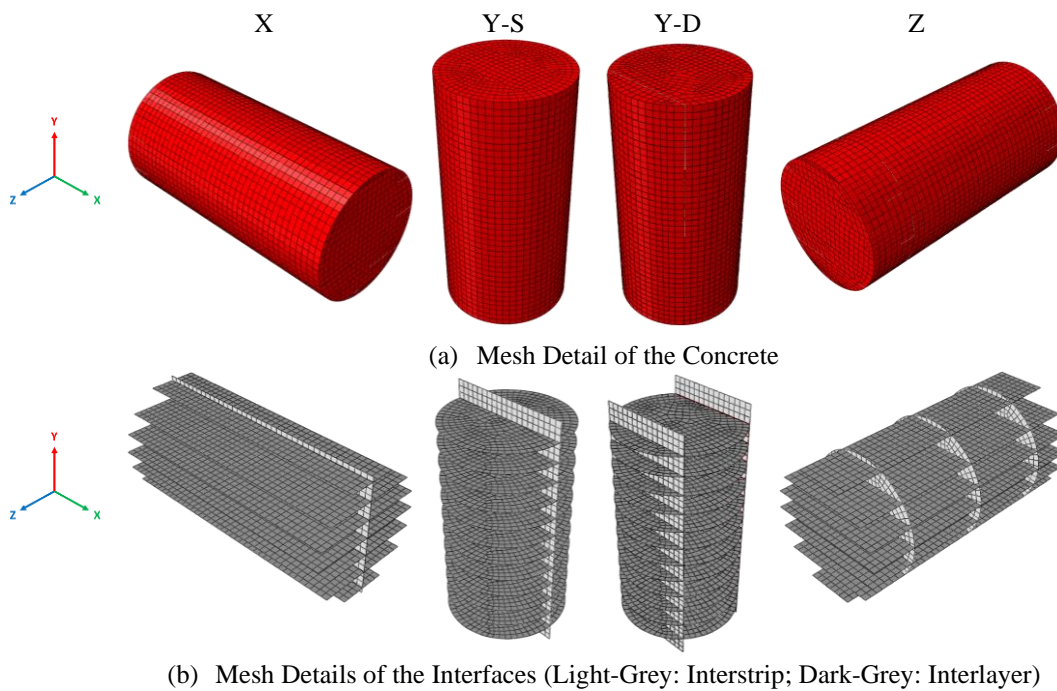 X Y-S Y-D Z
Y
Z X
(a) Mesh Detail of the Concrete
Y
Z X
(b) Mesh Details of the Interfaces (Light-Grey: Interstrip; Dark-Grey: Interlayer)